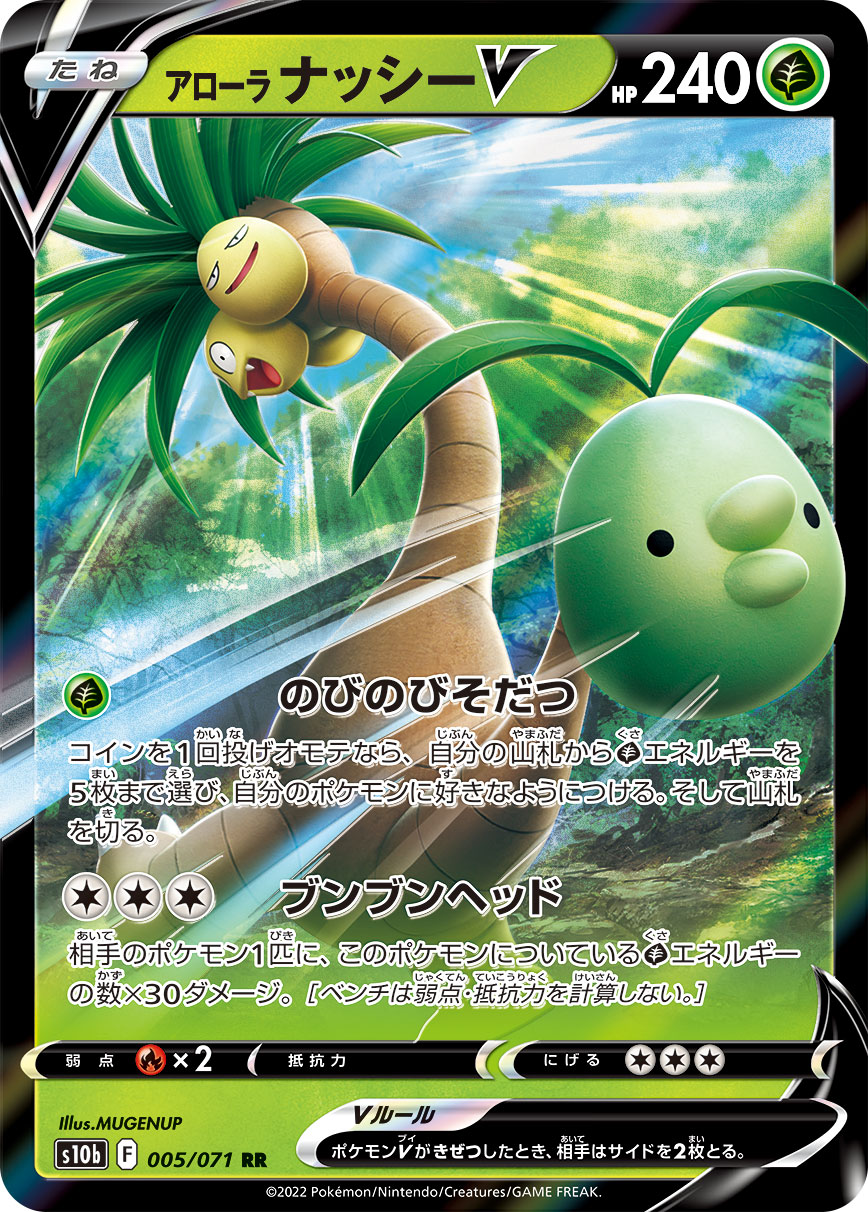 たね
アローラ ナッシーV
HP 240
のびのびそだつ
コインを1回投げオモテなら、自分の山札からエネルギーを
5枚まで選び、自分のポケモンに好きなようにつける。そして山札
を切る。
ブンブンヘッド
相手のポケモン1匹に、このポケモンについているエネルギー
の数×30ダメージ。[ベンチは弱点・抵抗力を計算しない。]
弱点 ×2 抵抗力 にげる
Illus.MUGENUP
Vルール
ポケモンVがきぜつしたとき、相手はサイドを2枚とる。
s10b F 005/071 RR
©2022 Pokémon/Nintendo/Creatures/GAME FREAK.